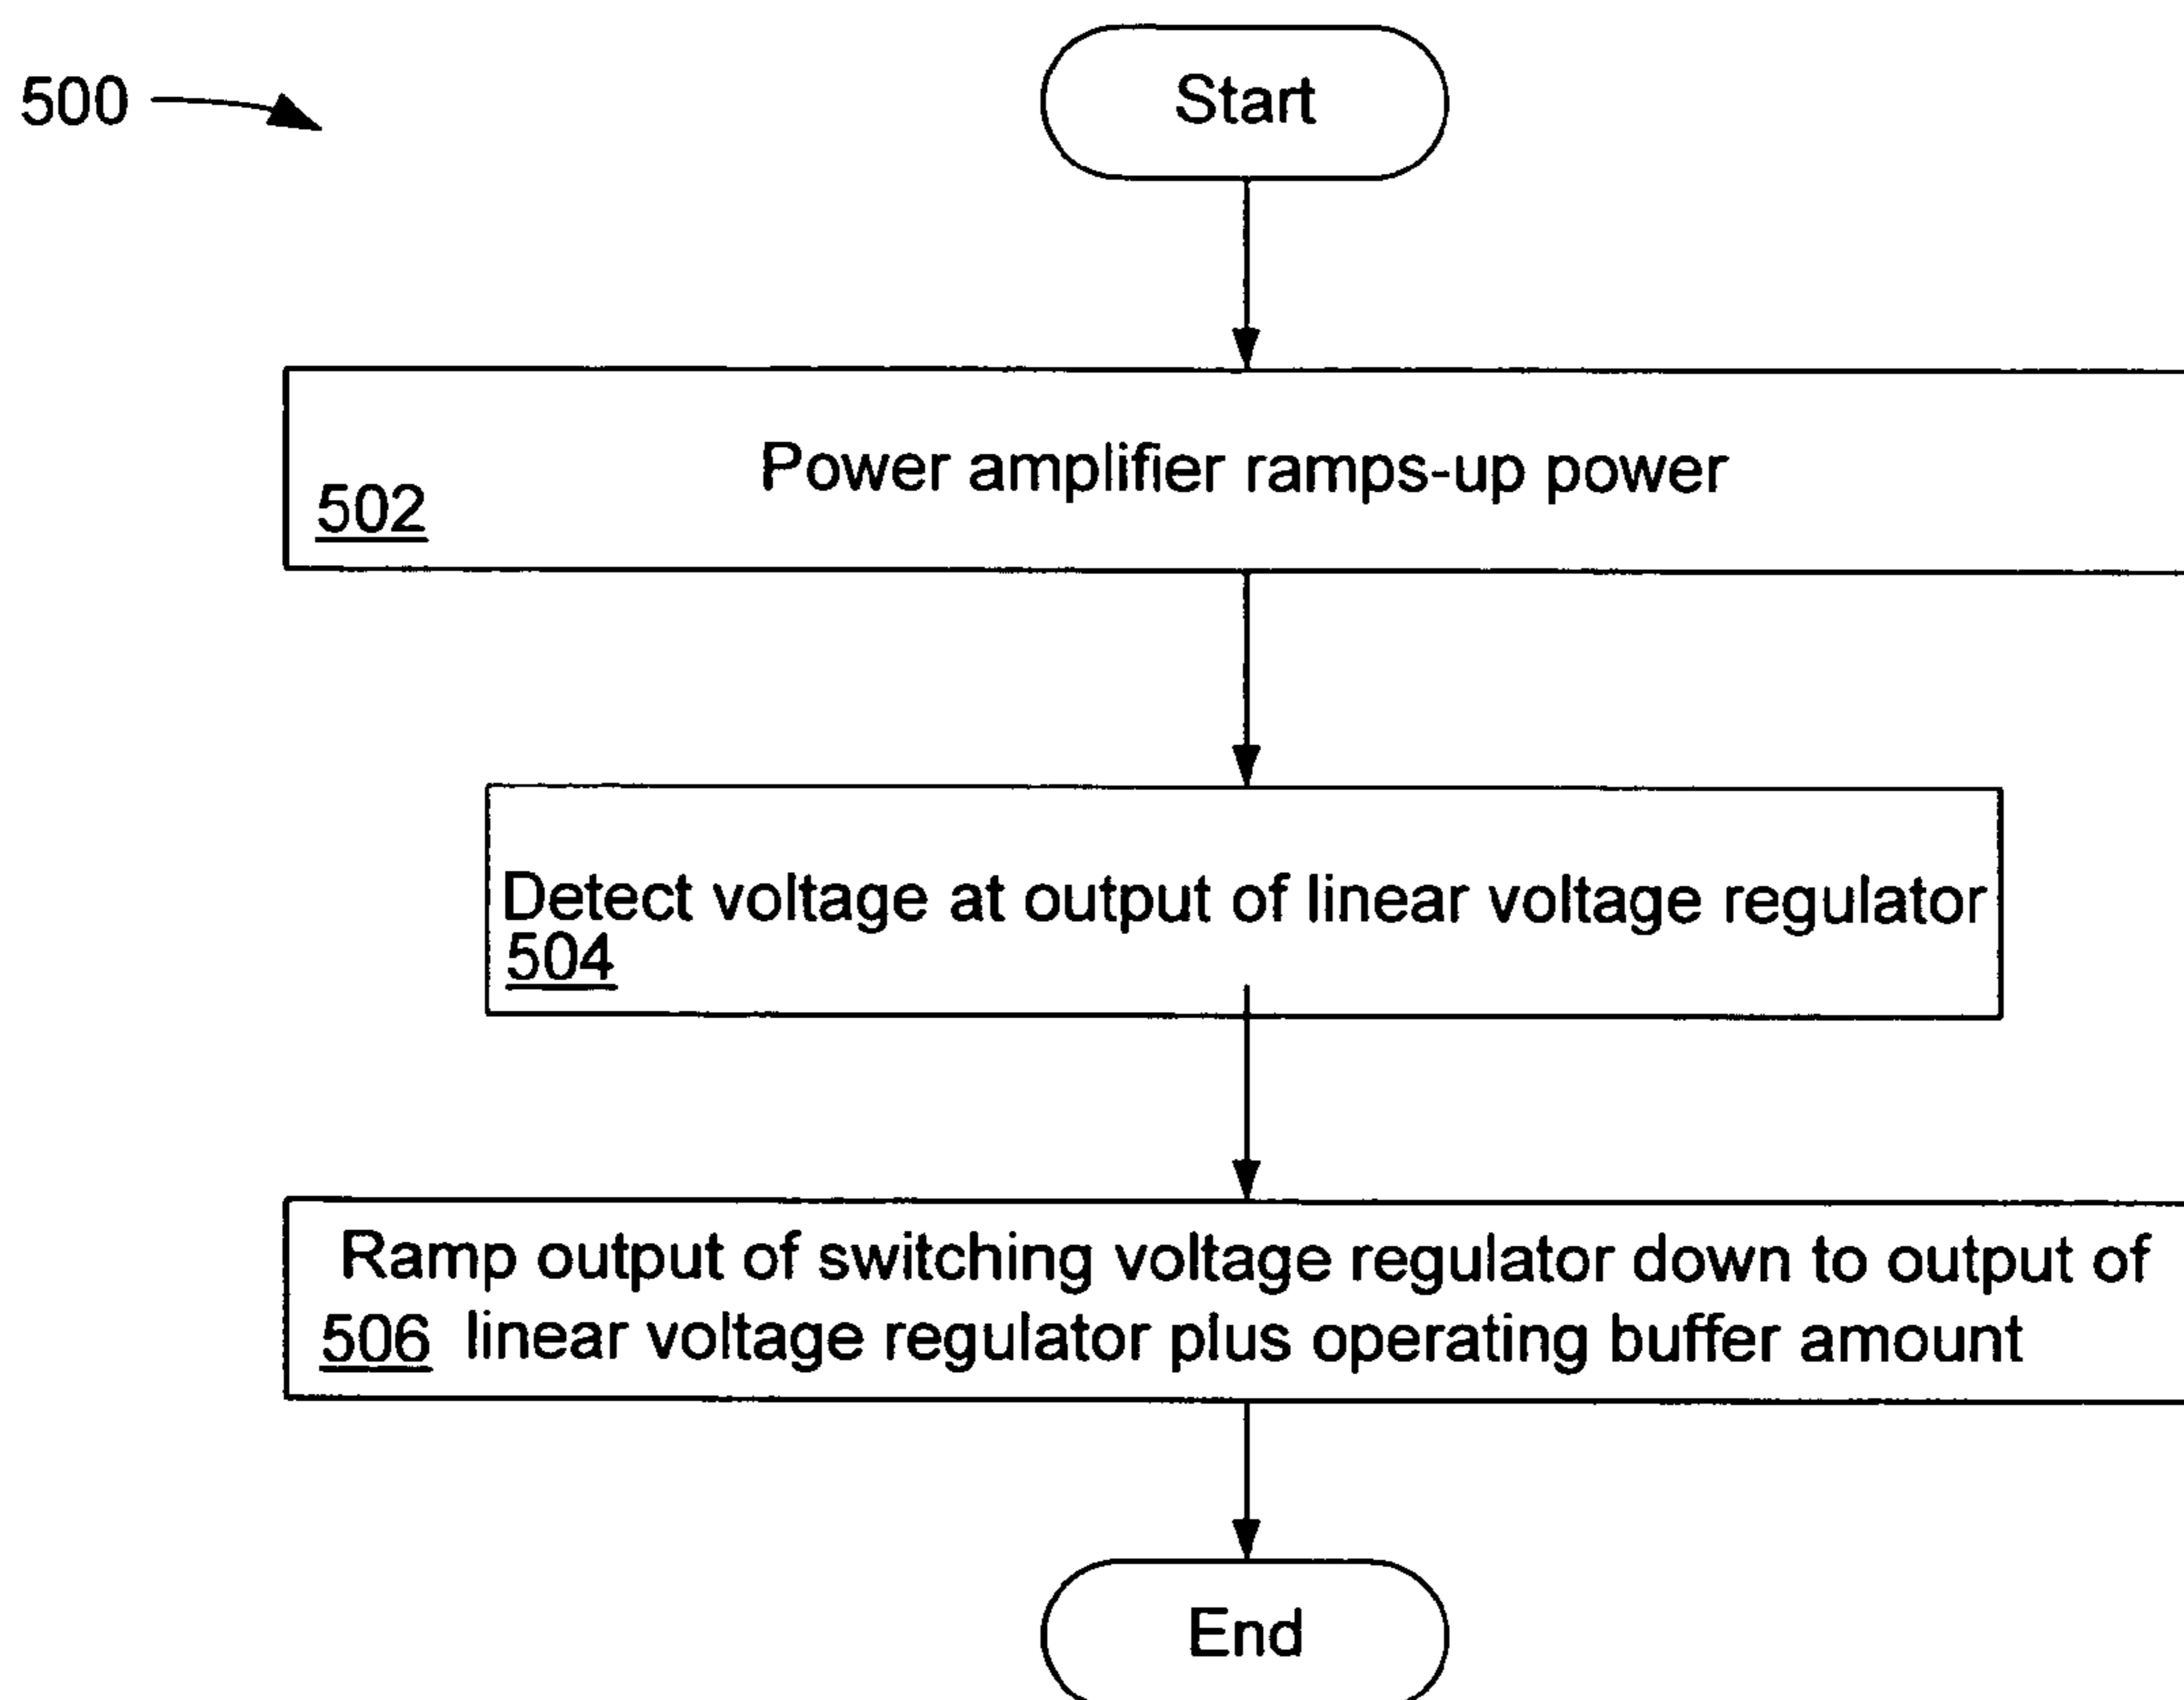 500
Start
Power amplifier ramps-up power
502
Detect voltage at output of linear voltage regulator
504
Ramp output of switching voltage regulator down to output of
506 linear voltage regulator plus operating buffer amount
End